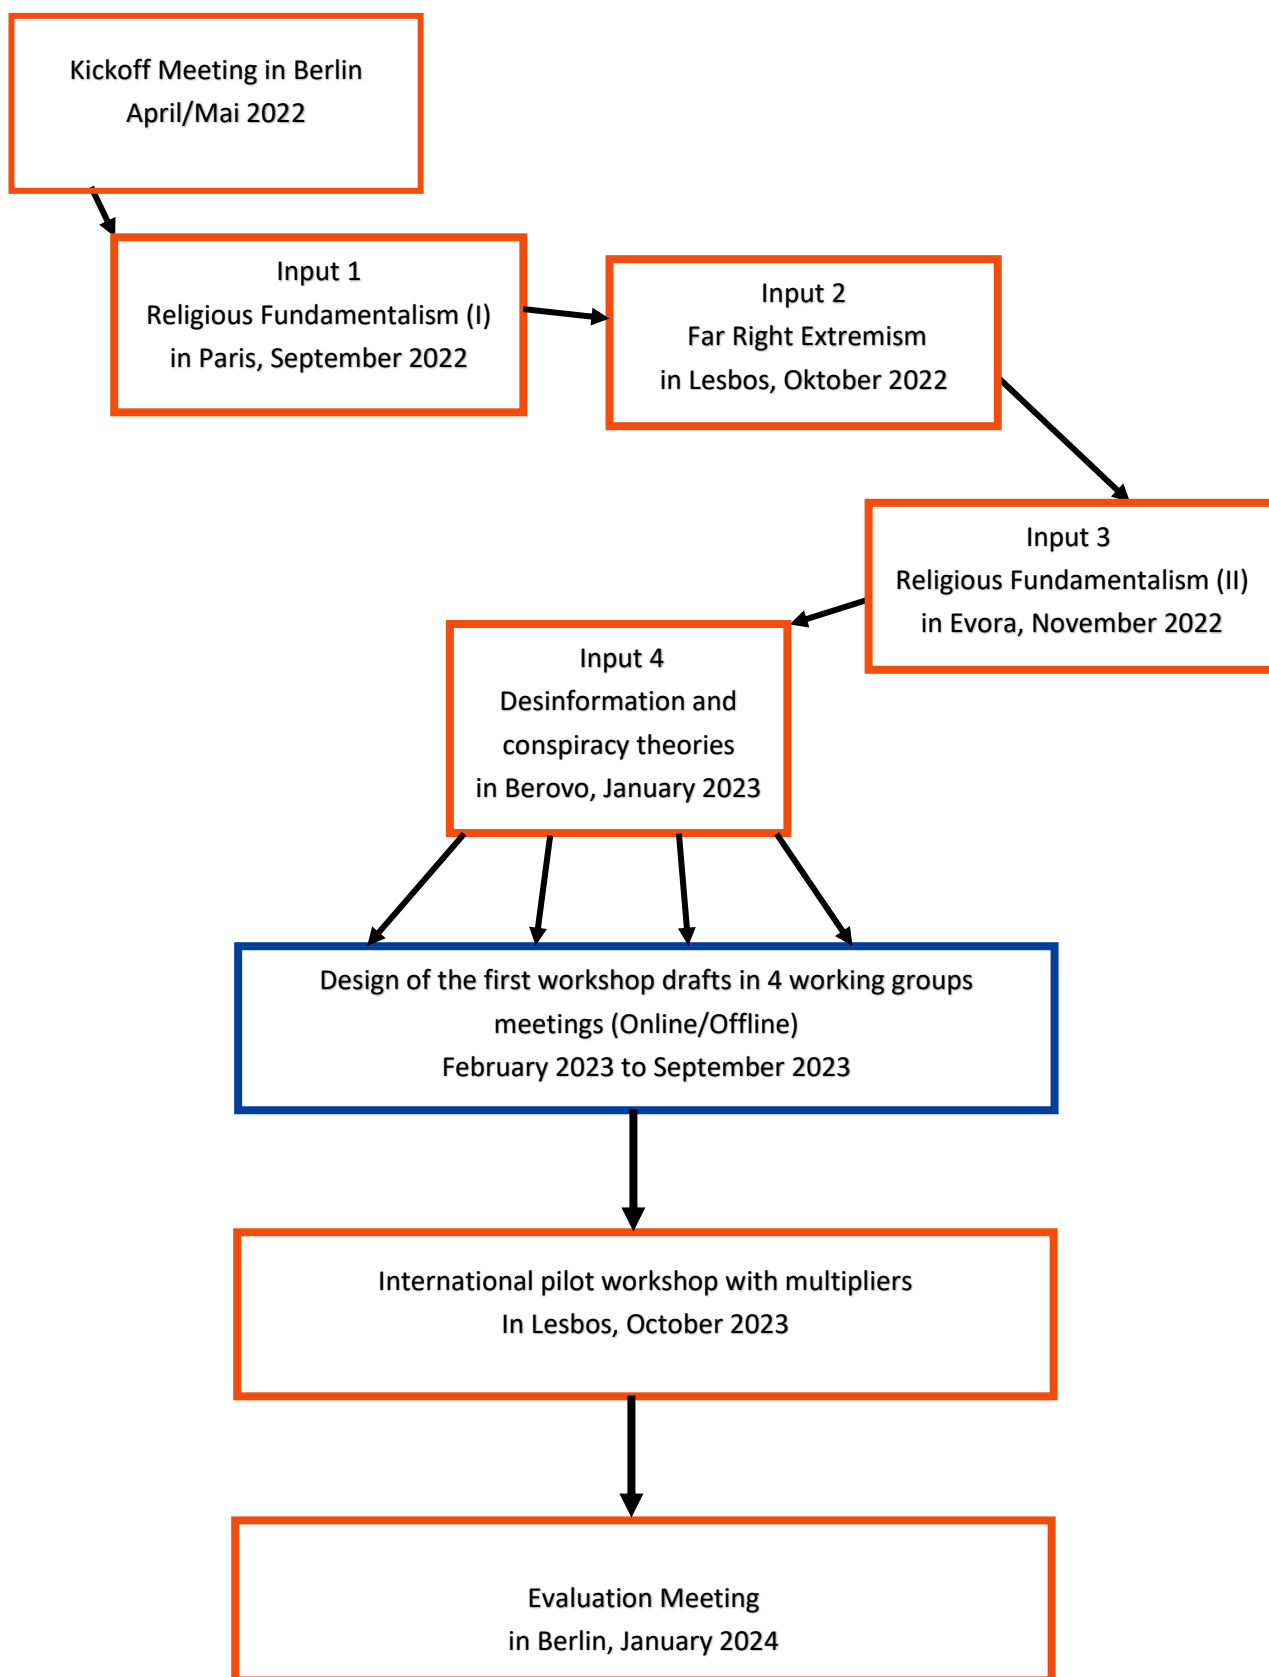 Kickoff Meeting in Berlin
April/Mai 2022
Input 1
Religious Fundamentalism (I)
in Paris, September 2022
Input 2
Far Right Extremism
in Lesbos, Oktober 2022
Input 3
Religious Fundamentalism (II)
in Evora, November 2022
Input 4
Desinformation and
conspiracy theories
in Berovo, January 2023
Design of the first workshop drafts in 4 working groups
meetings (Online/Offline)
February 2023 to September 2023
International pilot workshop with multipliers
In Lesbos, October 2023
Evaluation Meeting
in Berlin, January 2024